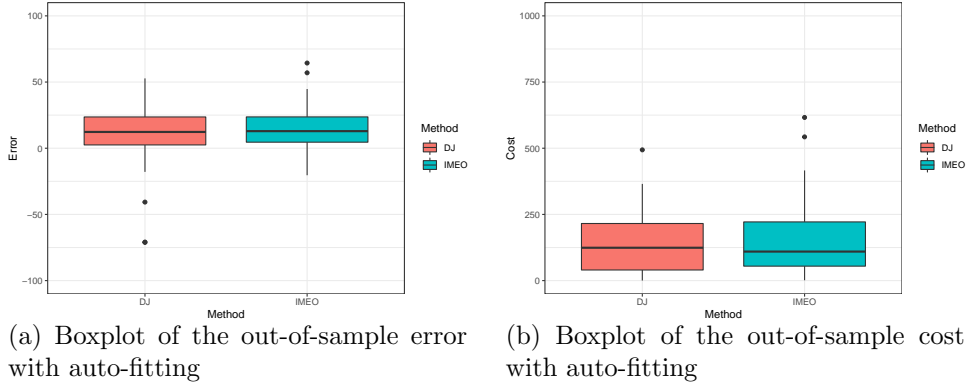 100
50
0
−50
−100
Error
DJ
IMEO
Method
Method
DJ
IMEO
(a) Boxplot of the out-of-sample error
with auto-fitting
1000
750
500
250
0
Cost
DJ
IMEO
Method
Method
DJ
IMEO
(b) Boxplot of the out-of-sample cost
with auto-fitting